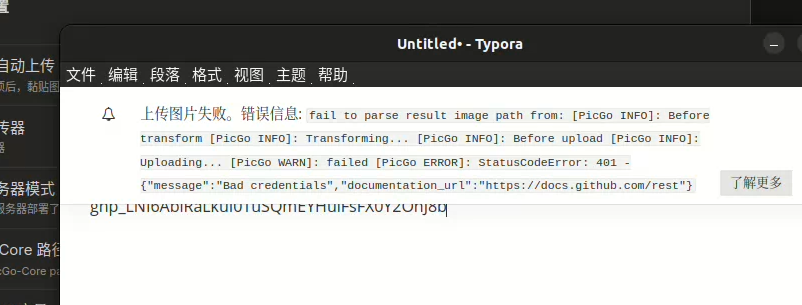 置
Untitled• - Typora
文件 编辑 段落 格式 视图 主题 帮助
自动上传
后，黏贴图
传器
器
务器模式
服务器部署了
Core 路径
Go-Core pa
上传图片失败。错误信息: fail to parse result image path from: [PicGo INFO]: Before
transform [PicGo INFO]: Transforming... [PicGo INFO]: Before upload [PicGo INFO]:
Uploading... [PicGo WARN]: failed [PicGo ERROR]: StatusCodeError: 401 -
{"message":"Bad credentials","documentation_url":"https://docs.github.com/rest"}
了解更多